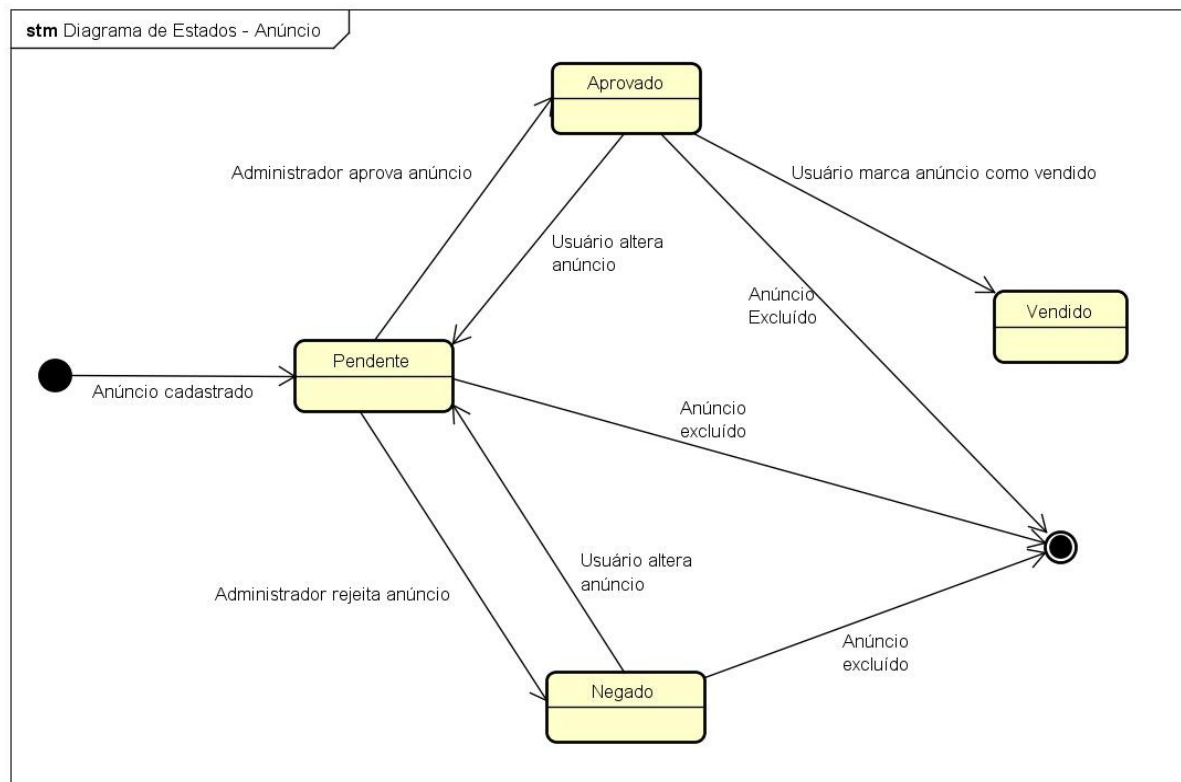 stm Diagrama de Estados - Anúncio
Aprovado
Administrador aprova anúncio
Usuário marca anúncio como vendido
Usuário altera
anúncio
Anúncio
Excluído
Vendido
Pendente
Anúncio cadastrado
Anúncio
excluído
Usuário altera
anúncio
Administrador rejeita anúncio
Anúncio
excluído
Negado